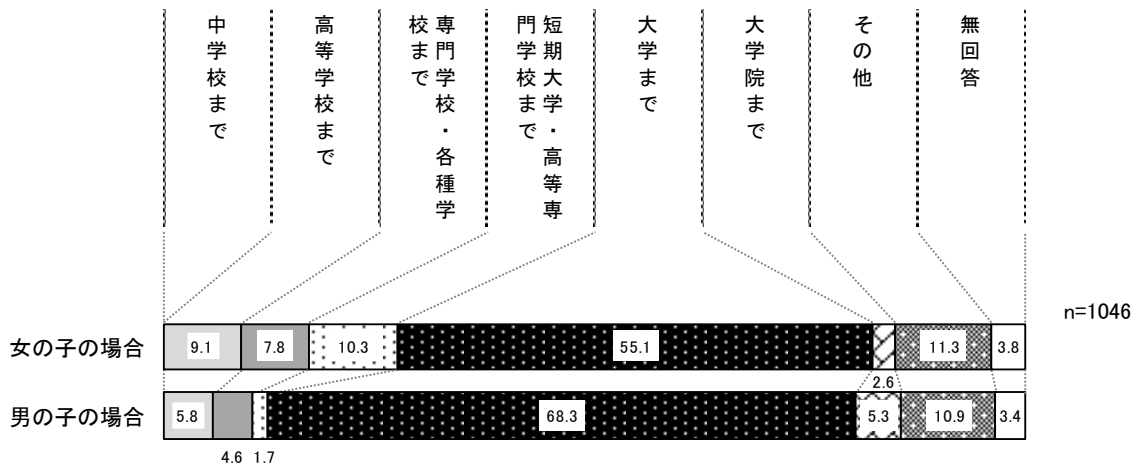 中学校まで
高等学校まで
専門学校・各種学
校まで
短期大学・高等専
門学校まで
大学まで
大学院まで
その他
無回答
n=1046
女の子の場合
9.1
7.8
10.3
55.1
2.6
11.3
3.8
男の子の場合
5.8
4.6
1.7
68.3
5.3
10.9
3.4